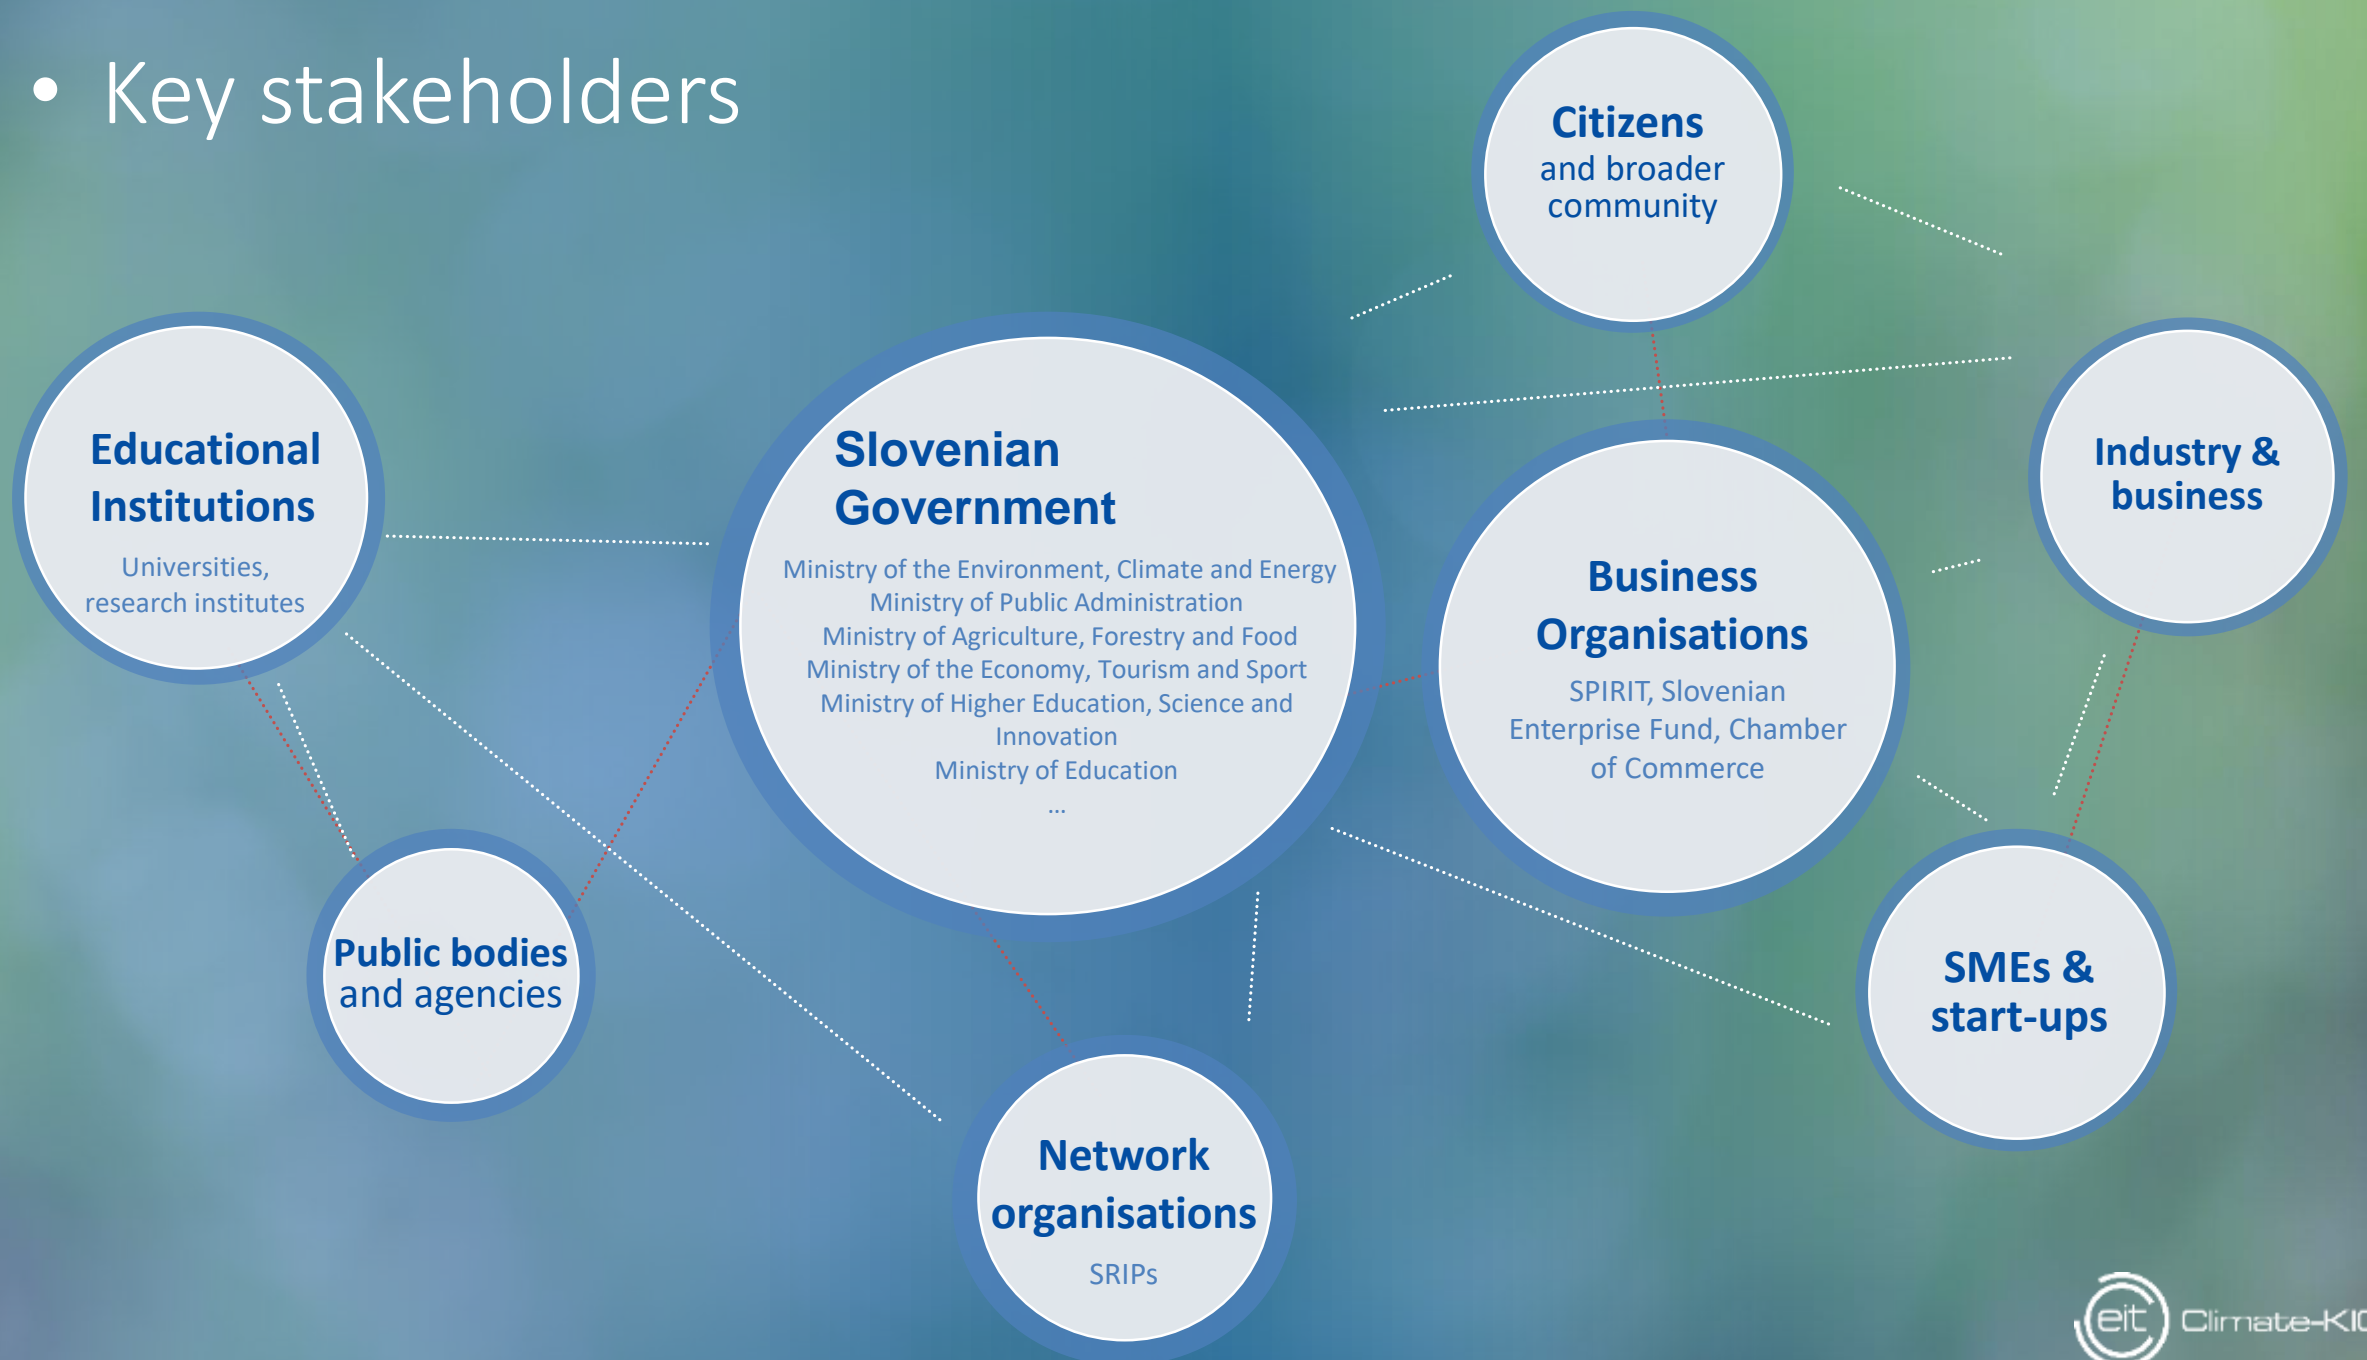 • Key stakeholders
Citizens
and broader
community
Educational
Institutions
Universities,
research institutes
Slovenian
Government
Ministry of the Environment, Climate and Energy
Ministry of Public Administration
Ministry of Agriculture, Forestry and Food
Ministry of the Economy, Tourism and Sport
Ministry of Higher Education, Science and
Innovation
Ministry of Education
...
Business
Organisations
SPIRIT, Slovenian
Enterprise Fund, Chamber
of Commerce
Industry &
business
Public bodies
and agencies
SMEs &
start-ups
Network
organisations
SRIPs
eit Climate-KIC